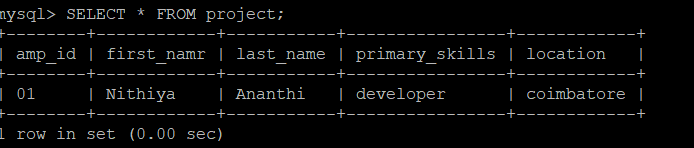 mysql> SELECT * FROM project;
+--------+------------+-----------+----------------+------------+
| amp_id | first_namr | last_name | primary_skills | location   |
+--------+------------+-----------+----------------+------------+
| 01     | Nithiya    | Ananthi   | developer      | coimbatore |
+--------+------------+-----------+----------------+------------+
1 row in set (0.00 sec)